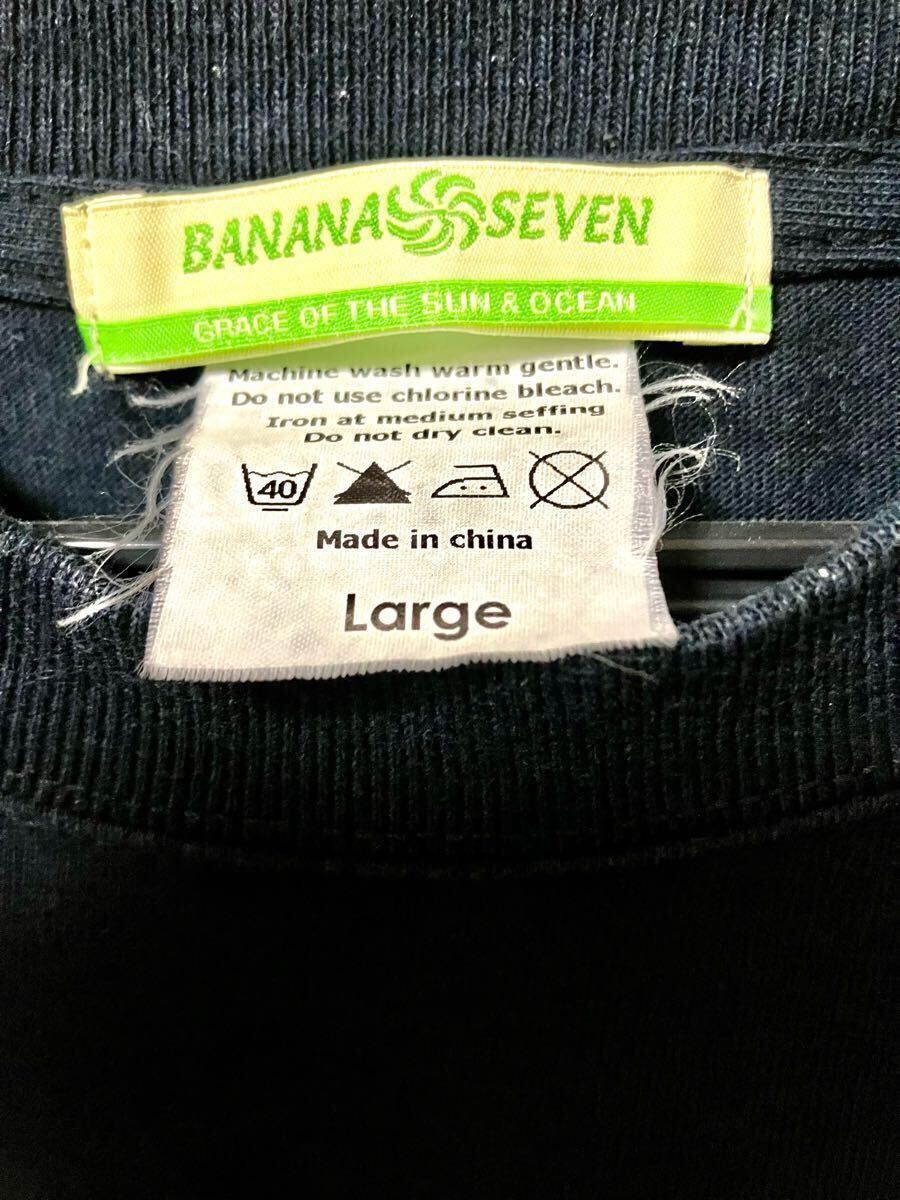 BANANA SEVEN
GRACE OF THE SUN & OCEAN
Machine wash warm gentle.
Do not use chlorine bleach.
Iron at medium seffing
Do not dry clean.
40
Made in china
Large